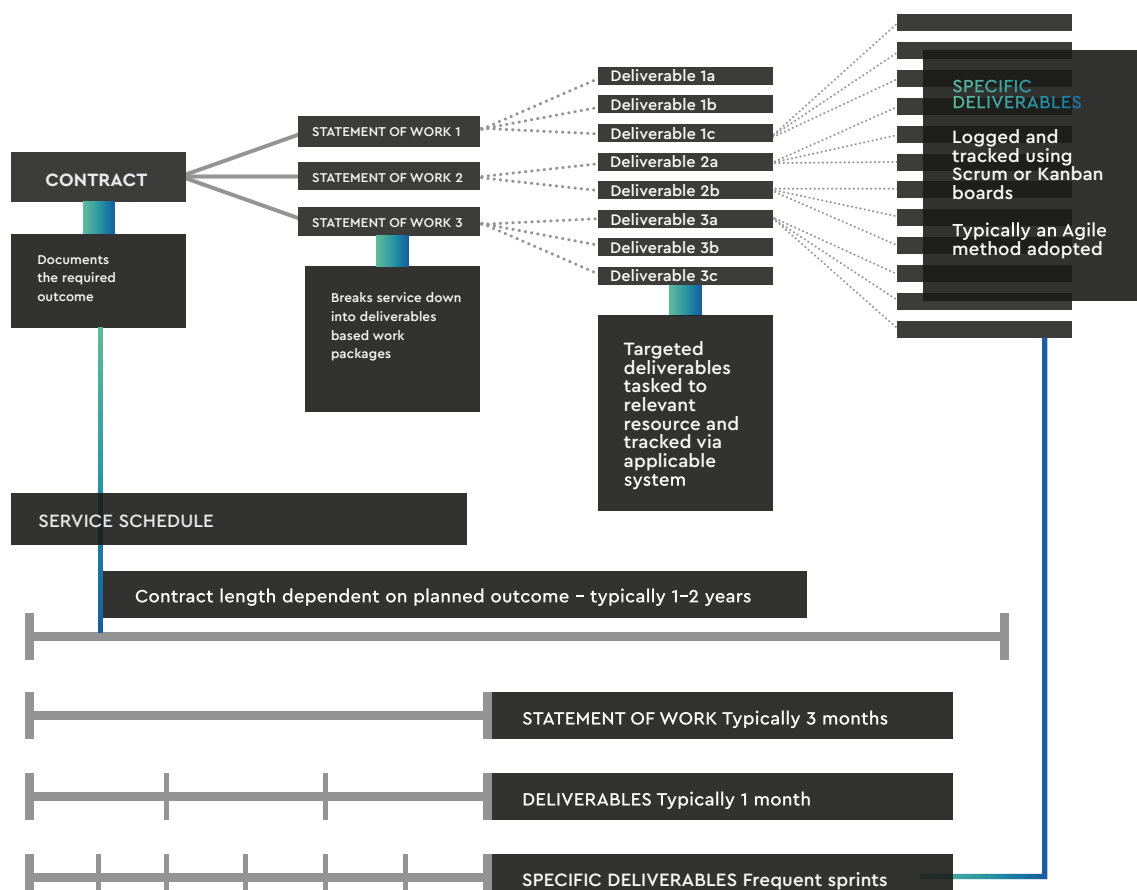 CONTRACT
Documents
the required
outcome
STATEMENT OF WORK 1
STATEMENT OF WORK 2
STATEMENT OF WORK 3
Breaks service down
into deliverables
based work
packages
Deliverable 1a
Deliverable 1b
Deliverable 1c
Deliverable 2a
Deliverable 2b
Deliverable 3a
Deliverable 3b
Deliverable 3c
Targeted
deliverables
tasked to
relevant
resource and
tracked via
applicable
system
SPECIFIC
DELIVERABLES
Logged and
tracked using
Scrum or Kanban
boards
Typically an Agile
method adopted
SERVICE SCHEDULE
Contract length dependent on planned outcome – typically 1–2 years
STATEMENT OF WORK Typically 3 months
DELIVERABLES Typically 1 month
SPECIFIC DELIVERABLES Frequent sprints